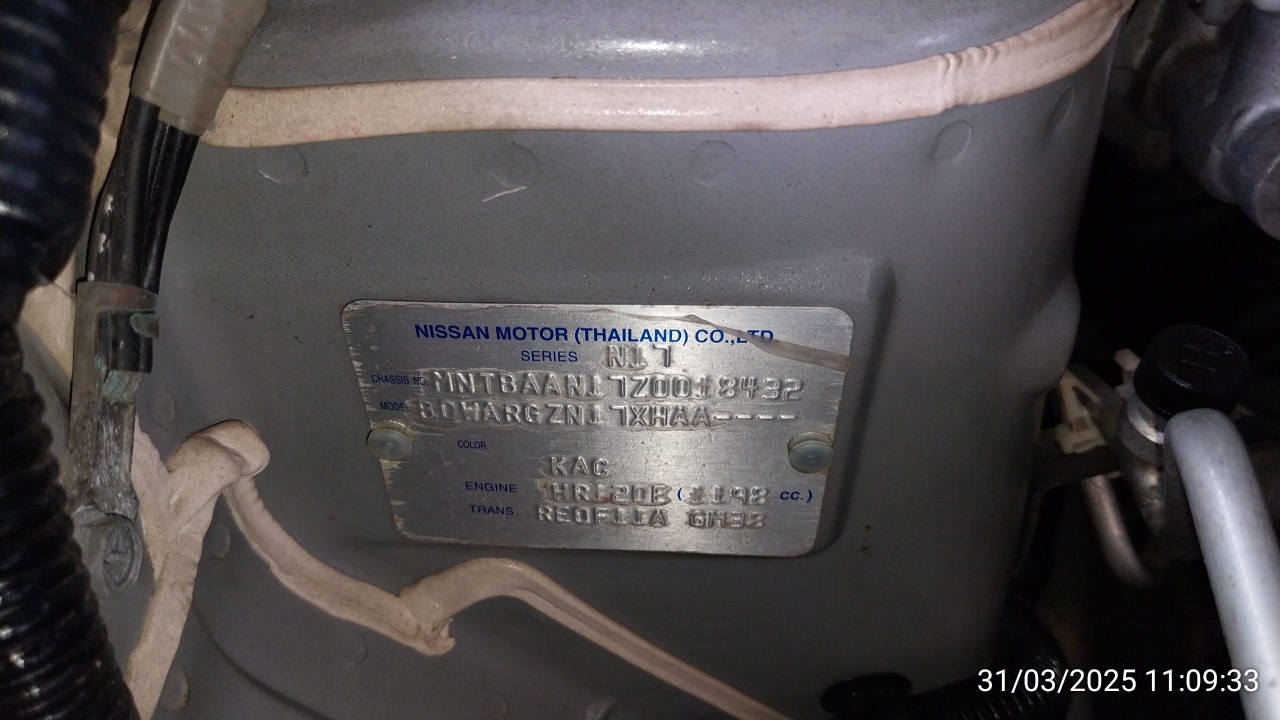 NISSAN MOTOR (THAILAND) CO.,LTD.
SERIES N17
CHASSIS NO. MNTBAAN17Z0018432
MODEL BDWARGZN17XHAA----
COLOR.
KAC
ENGINE HR12DE (1198 cc.)
TRANS. RE0F11A GM38
31/03/2025 11:09:33